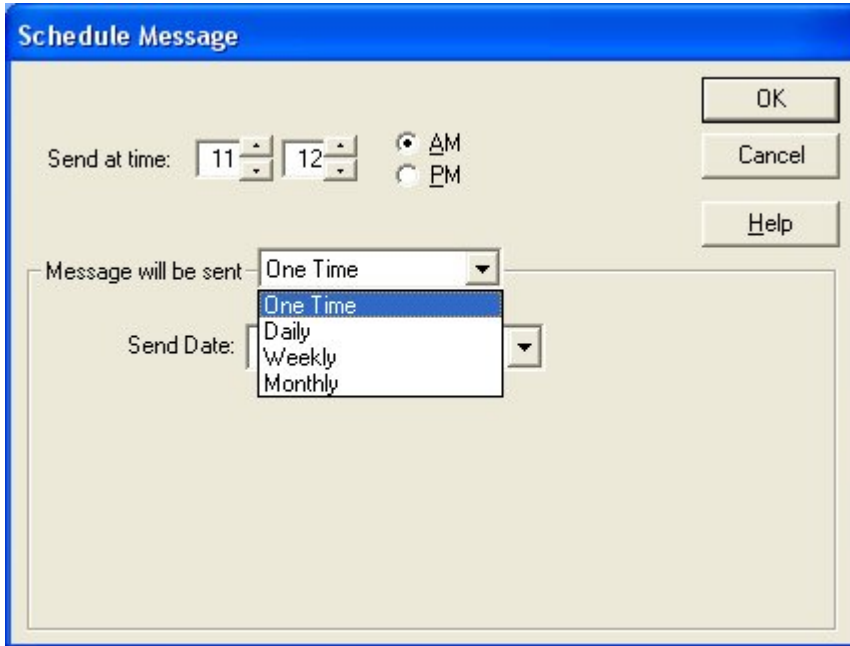 Schedule Message
OK
Send at time: 11 12 AM
PM
Cancel
Help
Message will be sent One Time
One Time
Daily
Send Date:
Weekly
Monthly